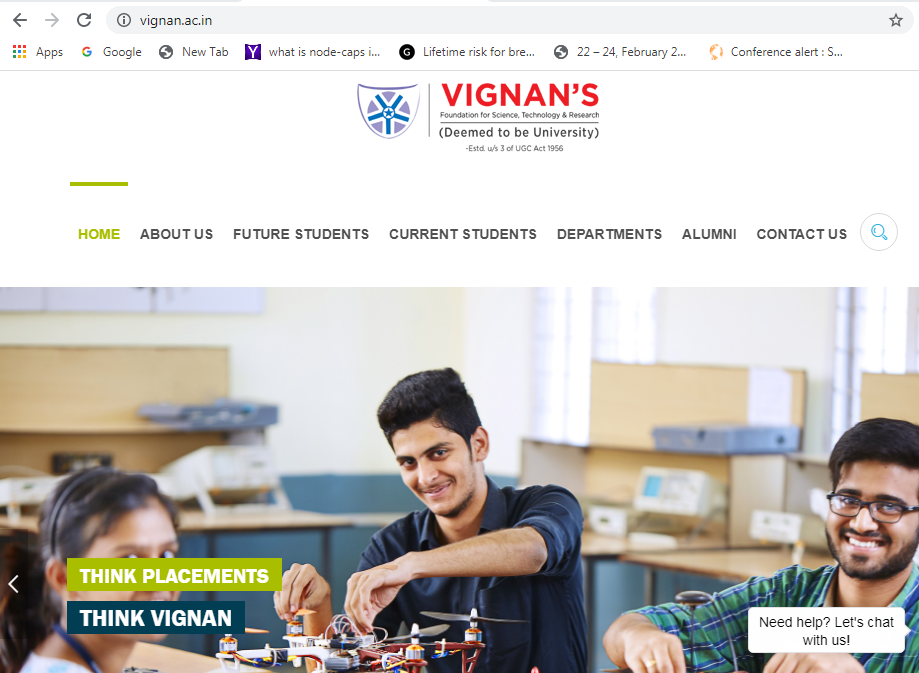 vignan.ac.in
Apps Google New Tab what is node-caps i... Lifetime risk for bre... 22 – 24, February 2... Conference alert : S...
VIGNAN'S
Foundation for Science, Technology & Research
(Deemed to be University)
-Estd. u/s 3 of UGC Act 1956
HOME ABOUT US FUTURE STUDENTS CURRENT STUDENTS DEPARTMENTS ALUMNI CONTACT US
THINK PLACEMENTS
THINK VIGNAN
Need help? Let's chat
with us!